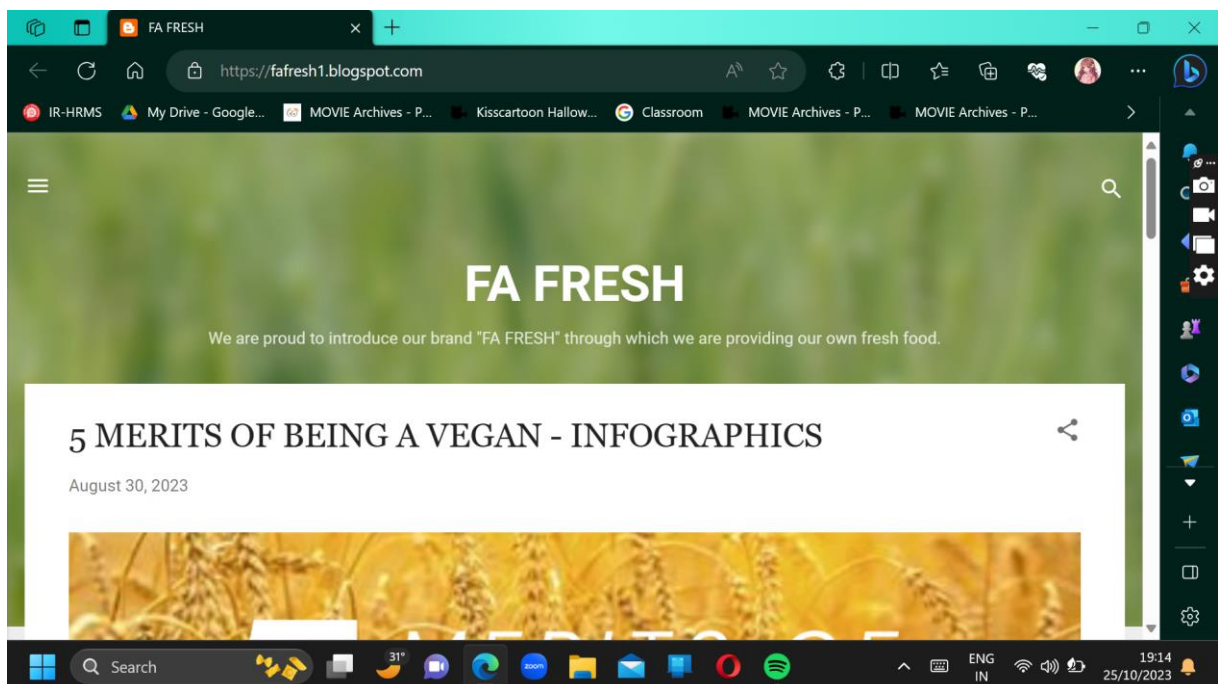 FA FRESH
https://fafresh1.blogspot.com
IR-HRMS
My Drive - Google...
MOVIE Archives - P...
Kisscartoon Hallow...
Classroom
MOVIE Archives - P...
MOVIE Archives - P...
FA FRESH
We are proud to introduce our brand "FA FRESH" through which we are providing our own fresh food.
5 MERITS OF BEING A VEGAN - INFOGRAPHICS
August 30, 2023
MERITS OF
Search
31°
zoom
ENG
IN
19:14
25/10/2023